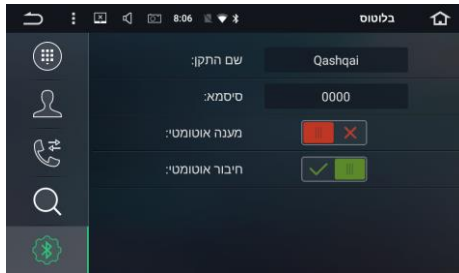 8:06 בלוטוס
שם התקן: Qashqai
סיסמא: 0000
מענה אוטומטי:
חיבור אוטומטי: